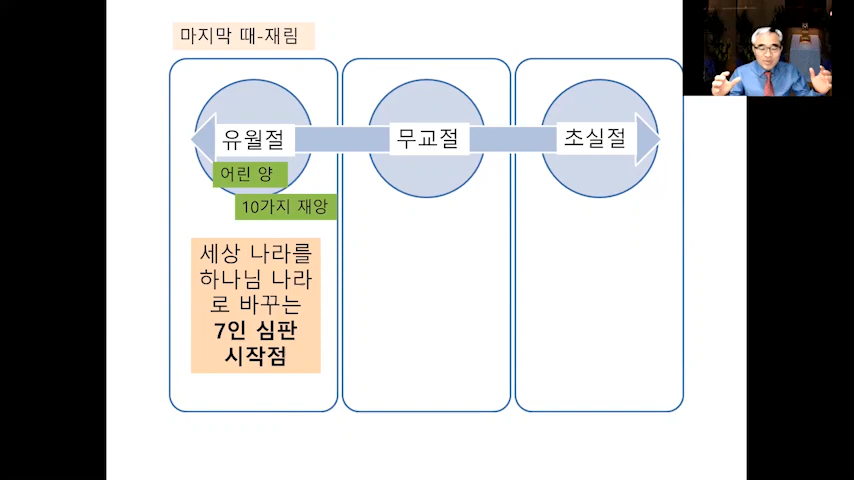 마지막 때-재림
유월절
무교절
초실절
어린 양
10가지 재앙
세상 나라를
하나님 나라
로 바꾸는
7인 심판
시작점